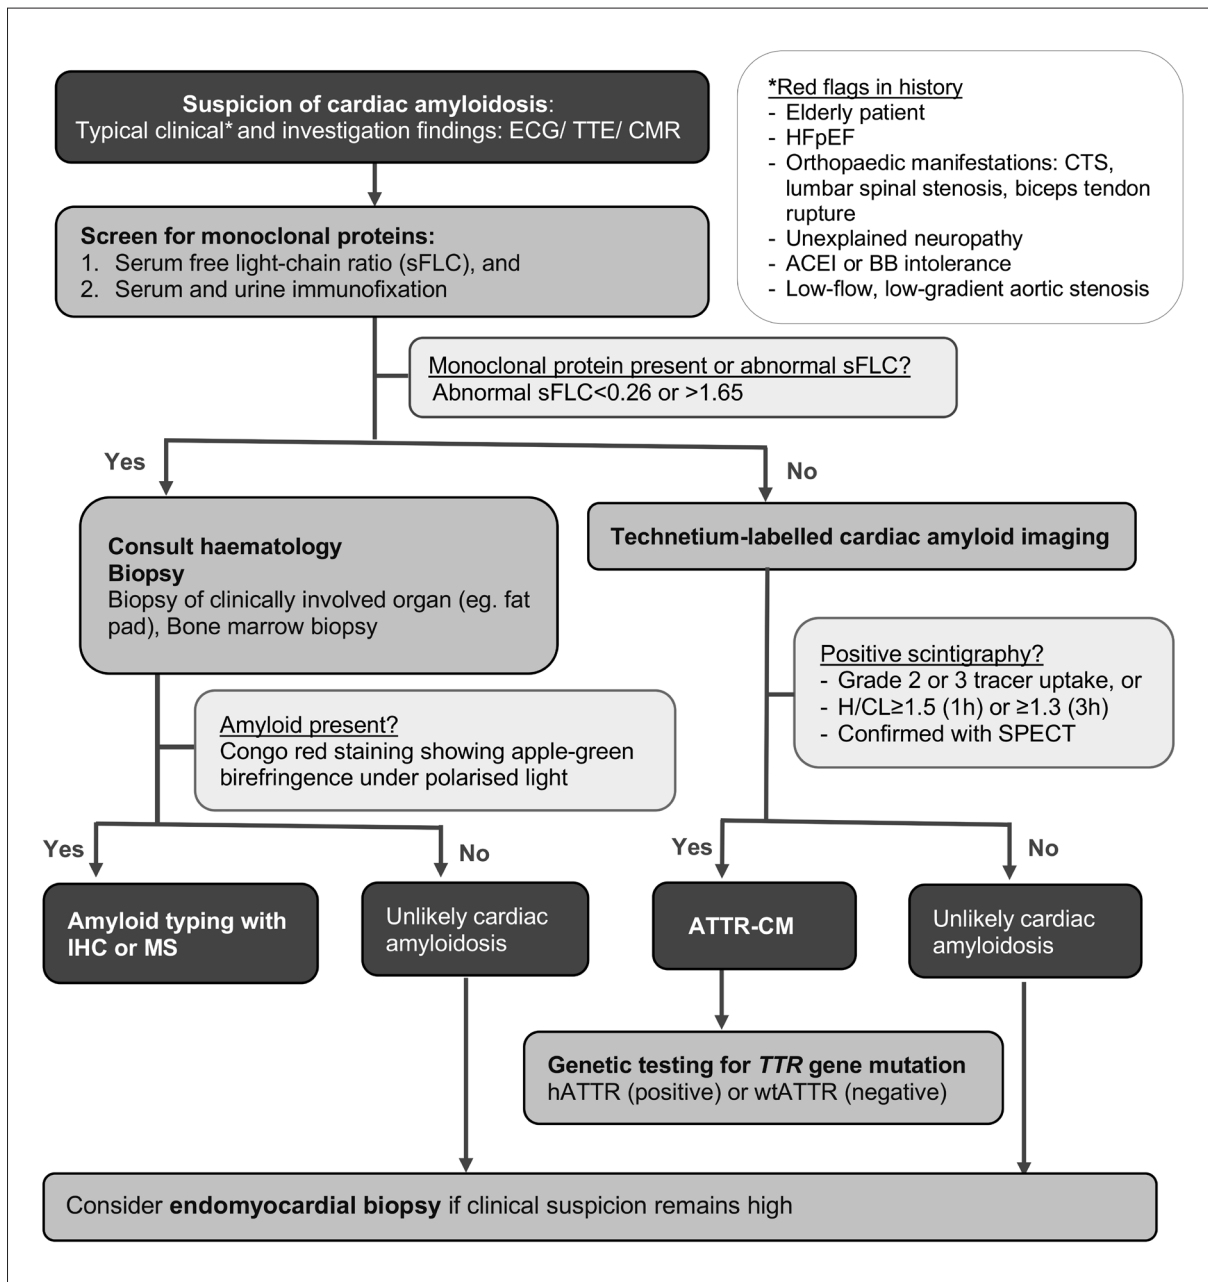 Suspicion of cardiac amyloidosis:
Typical clinical* and investigation findings: ECG/ TTE/ CMR
*Red flags in history
- Elderly patient
- HFpEF
- Orthopaedic manifestations: CTS,
lumbar spinal stenosis, biceps tendon
rupture
- Unexplained neuropathy
- ACEI or BB intolerance
- Low-flow, low-gradient aortic stenosis
Screen for monoclonal proteins:
1. Serum free light-chain ratio (sFLC), and
2. Serum and urine immunofixation
Monoclonal protein present or abnormal sFLC?
Abnormal sFLC<0.26 or >1.65
Yes
No
Consult haematology
Biopsy
Biopsy of clinically involved organ (eg. fat
pad), Bone marrow biopsy
Technetium-labelled cardiac amyloid imaging
Positive scintigraphy?
- Grade 2 or 3 tracer uptake, or
- H/CL≥1.5 (1h) or ≥1.3 (3h)
- Confirmed with SPECT
Amyloid present?
Congo red staining showing apple-green
birefringence under polarised light
Yes
No
Yes
No
Amyloid typing with
IHC or MS
Unlikely cardiac
amyloidosis
ATTR-CM
Unlikely cardiac
amyloidosis
Genetic testing for TTR gene mutation
hATTR (positive) or wtATTR (negative)
Consider endomyocardial biopsy if clinical suspicion remains high